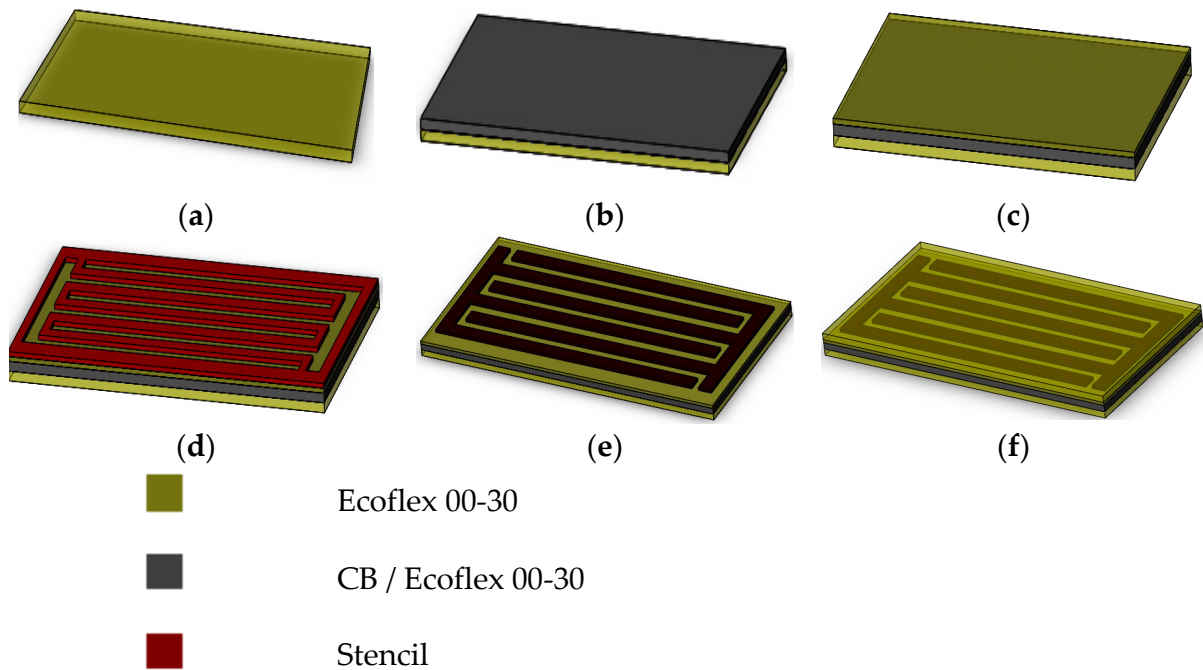 (a)
(b)
(c)
(d)
(e)
(f)
Ecoflex 00-30
CB / Ecoflex 00-30
Stencil